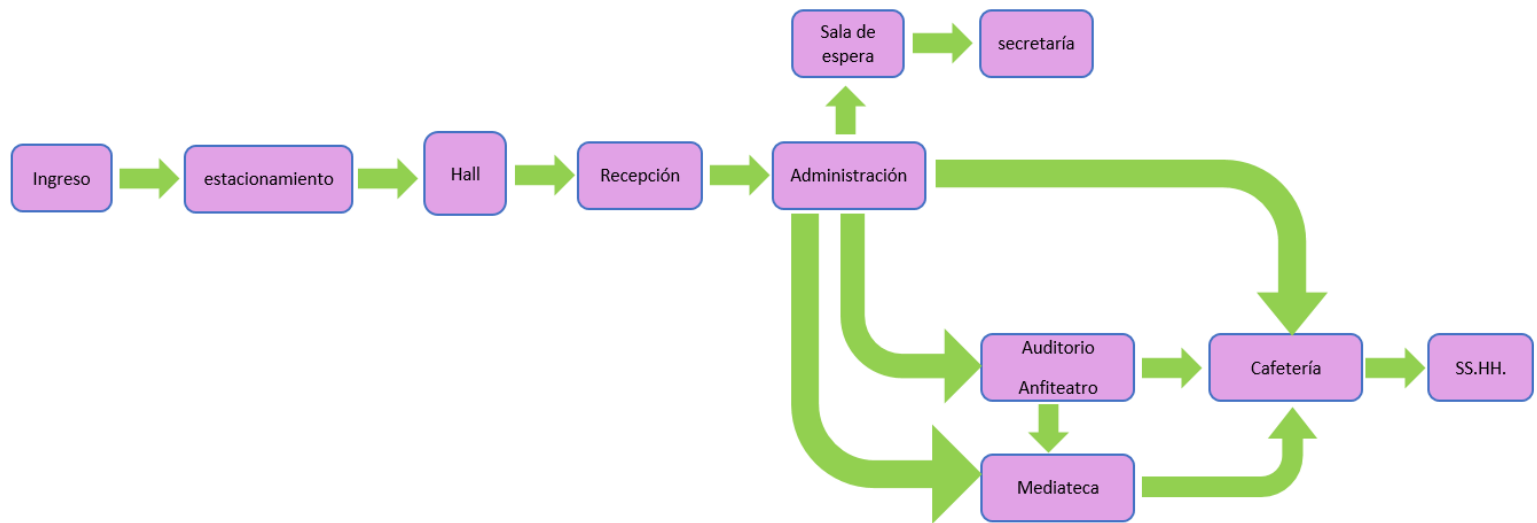 Sala de
espera
secretaría
Ingreso
estacionamiento
Hall
Recepción
Administración
Auditorio
Anfiteatro
Cafetería
SS.HH.
Mediateca